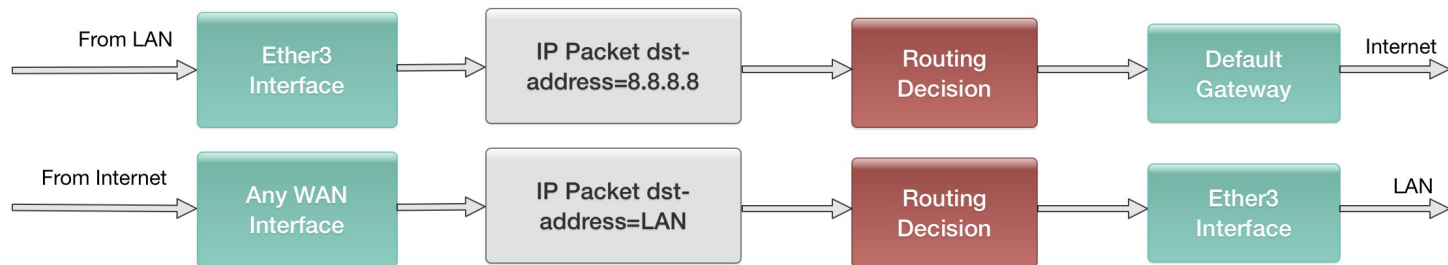 From LAN
Ether3
Interface
IP Packet dst-
address=8.8.8.8
Routing
Decision
Default
Gateway
Internet
From Internet
Any WAN
Interface
IP Packet dst-
address=LAN
Routing
Decision
Ether3
Interface
LAN